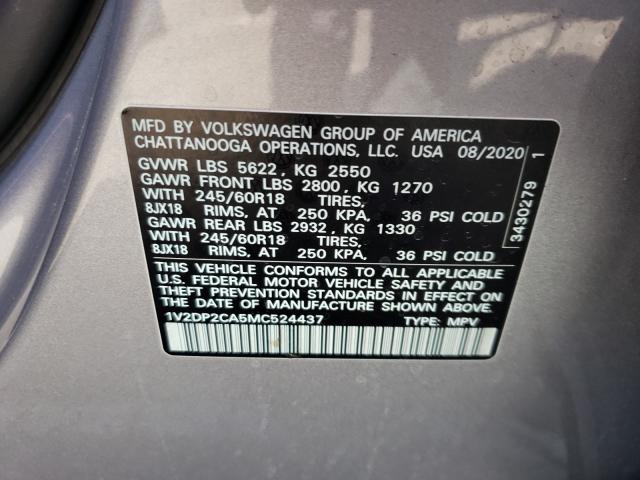 MFD BY VOLKSWAGEN GROUP OF AMERICA
CHATTANOOGA OPERATIONS, LLC. USA 08/2020
GVWR LBS 5622, KG 2550
GAWR FRONT LBS 2800, KG 1270
WITH 245/60R18 TIRES,
8JX18 RIMS, AT 250 KPA, 36 PSI COLD
GAWR REAR LBS 2932, KG 1330
WITH 245/60R18 TIRES,
8JX18 RIMS, AT 250 KPA, 36 PSI COLD
THIS VEHICLE CONFORMS TO ALL APPLICABLE
U.S. FEDERAL MOTOR VEHICLE SAFETY AND
THEFT PREVENTION STANDARDS IN EFFECT ON
THE DATE OF MANUFACTURE SHOWN ABOVE.
1V2DP2CA5MC524437 TYPE: MPV
3430279 1